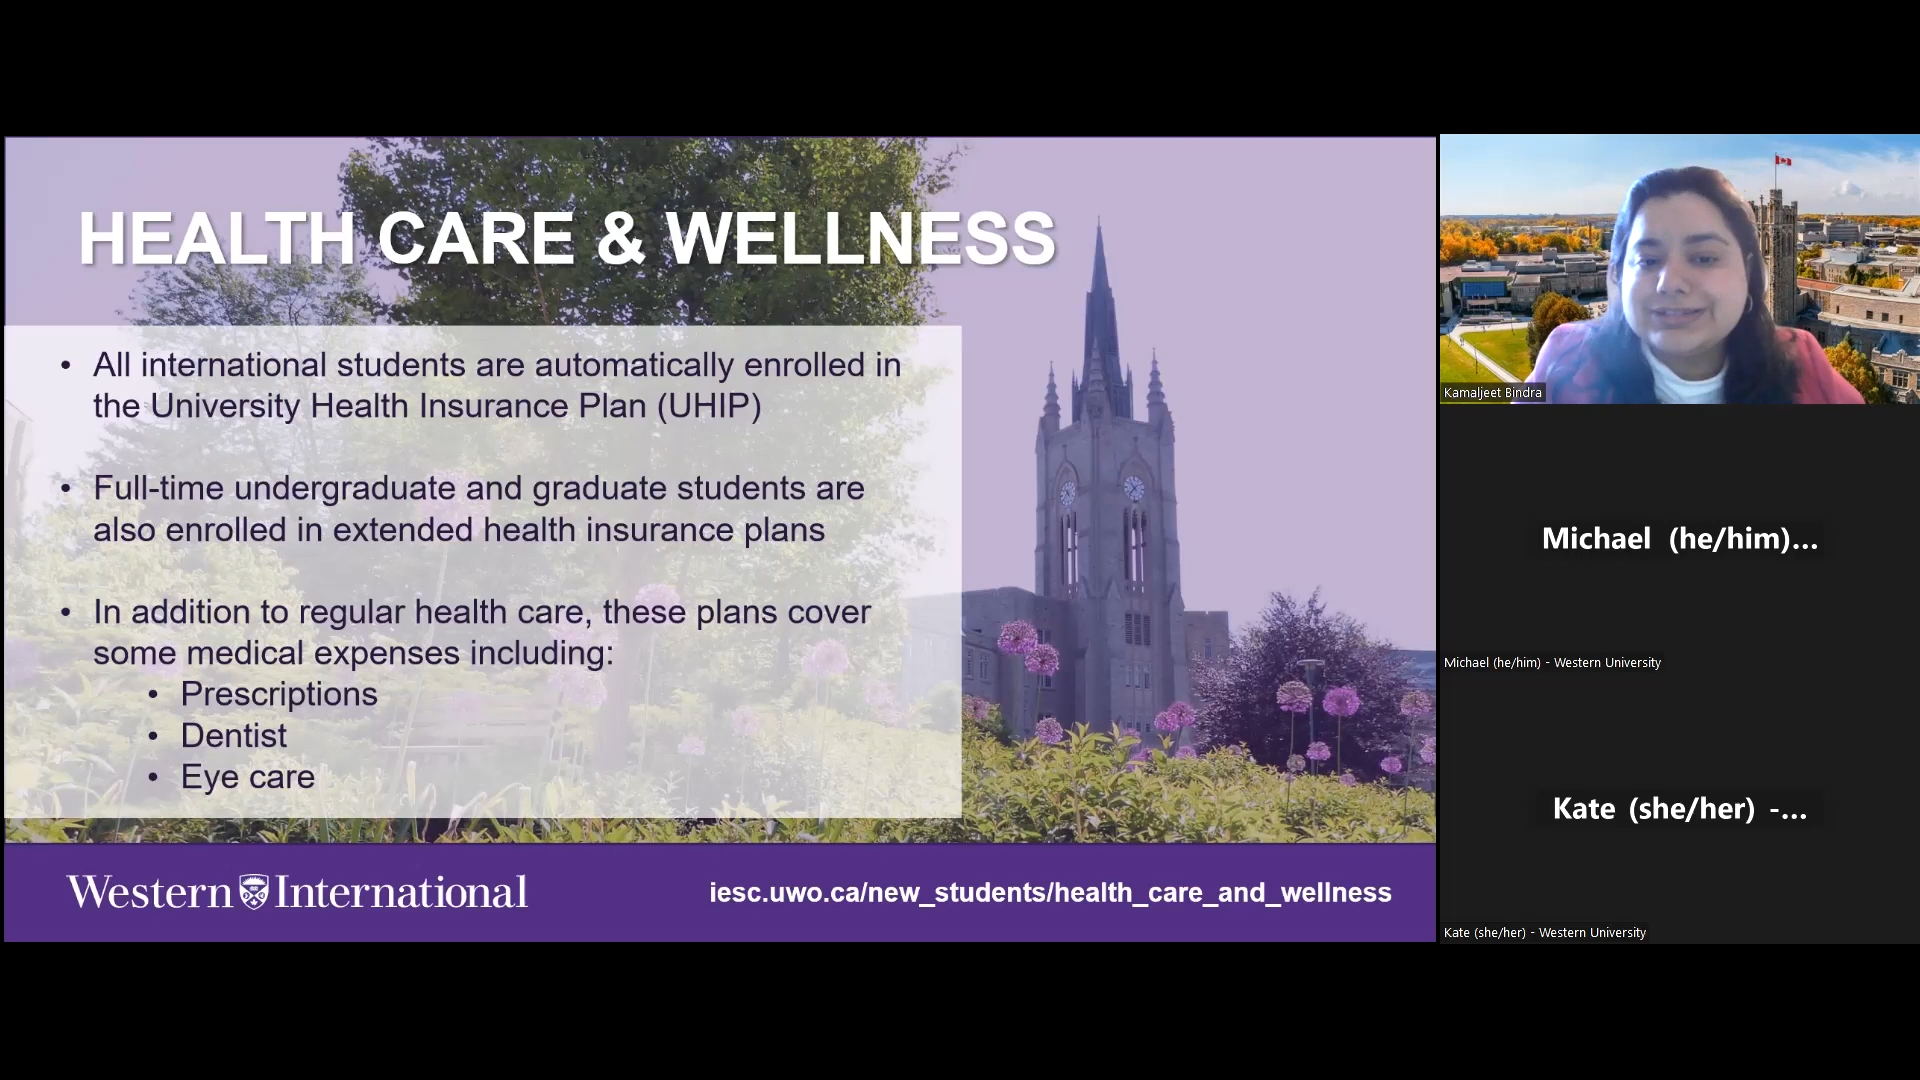 HEALTH CARE & WELLNESS
• All international students are automatically enrolled in
the University Health Insurance Plan (UHIP)
• Full-time undergraduate and graduate students are
also enrolled in extended health insurance plans
• In addition to regular health care, these plans cover
some medical expenses including:
• Prescriptions
• Dentist
• Eye care
Western International
iesc.uwo.ca/new_students/health_care_and_wellness
Kamaljeet Bindra
Michael (he/him)...
Michael (he/him) - Western University
Kate (she/her) -...
Kate (she/her) - Western University